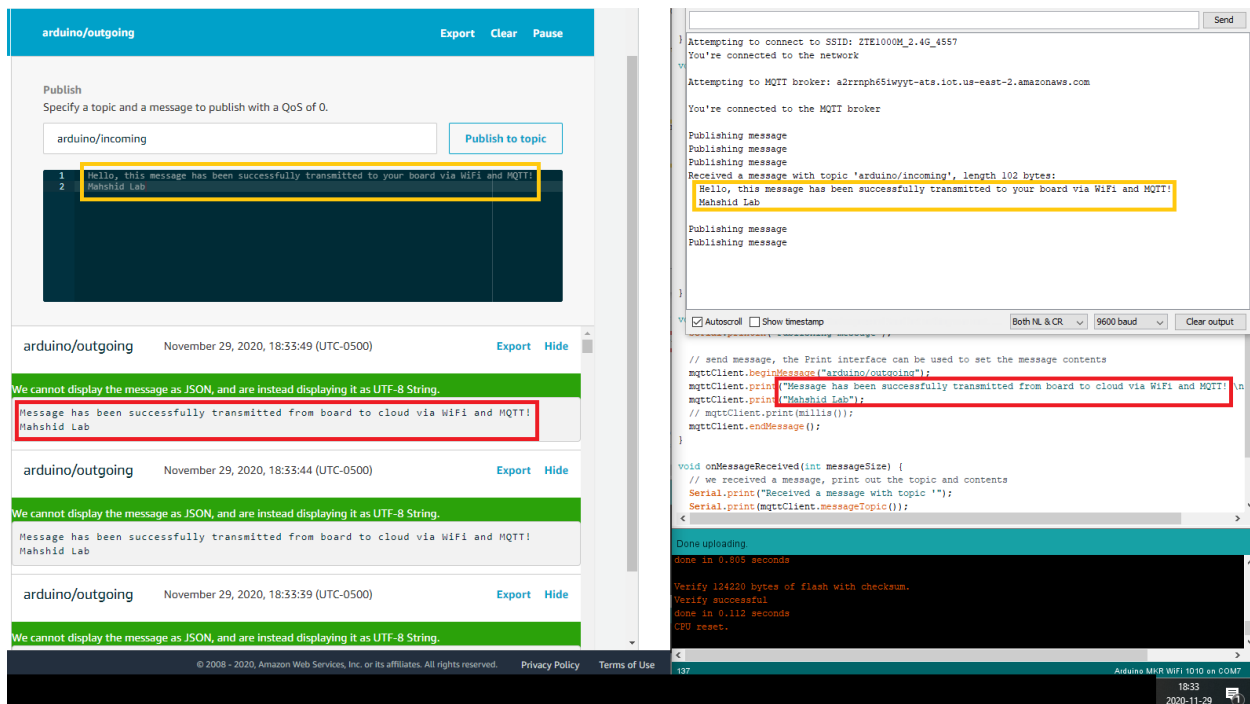 arduino/outgoing
Export Clear Pause
Publish
Specify a topic and a message to publish with a QoS of 0.
arduino/incoming
Publish to topic
1 Hello, this message has been successfully transmitted to your board via WiFi and MQTT!
2 Mahshid Lab
arduino/outgoing November 29, 2020, 18:33:49 (UTC-0500) Export Hide
We cannot display the message as JSON, and are instead displaying it as UTF-8 String.
Message has been successfully transmitted from board to cloud via WiFi and MQTT!
Mahshid Lab
arduino/outgoing November 29, 2020, 18:33:44 (UTC-0500) Export Hide
We cannot display the message as JSON, and are instead displaying it as UTF-8 String.
Message has been successfully transmitted from board to cloud via WiFi and MQTT!
Mahshid Lab
arduino/outgoing November 29, 2020, 18:33:39 (UTC-0500) Export Hide
We cannot display the message as JSON, and are instead displaying it as UTF-8 String.
© 2008 - 2020, Amazon Web Services, Inc. or its affiliates. All rights reserved. Privacy Policy Terms of Use
Send
Attempting to connect to SSID: ZTE1000M_2.4G_4557
You're connected to the network
Attempting to MQTT broker: a2rrnph65iwyyt-ats.iot.us-east-2.amazonaws.com
You're connected to the MQTT broker
Publishing message
Publishing message
Publishing message
Received a message with topic 'arduino/incoming', length 102 bytes:
Hello, this message has been successfully transmitted to your board via WiFi and MQTT!
Mahshid Lab
Publishing message
Publishing message
Autoscroll Show timestamp Both NL & CR 9600 baud Clear output
// send message, the Print interface can be used to set the message contents
mqttClient.beginMessage("arduino/outgoing");
mqttClient.print("Message has been successfully transmitted from board to cloud via WiFi and MQTT! \n
mqttClient.print("Mahshid Lab");
// mqttClient.print(millis());
mqttClient.endMessage();
}
void onMessageReceived(int messageSize) {
// we received a message, print out the topic and contents
Serial.print("Received a message with topic '");
Serial.print(mqttClient.messageTopic());
Done uploading.
done in 0.805 seconds
Verify 124220 bytes of flash with checksum.
Verify successful
done in 0.112 seconds
CPU reset.
137 Arduino MKR WiFi 1010 on COM7
18:33
2020-11-29
1